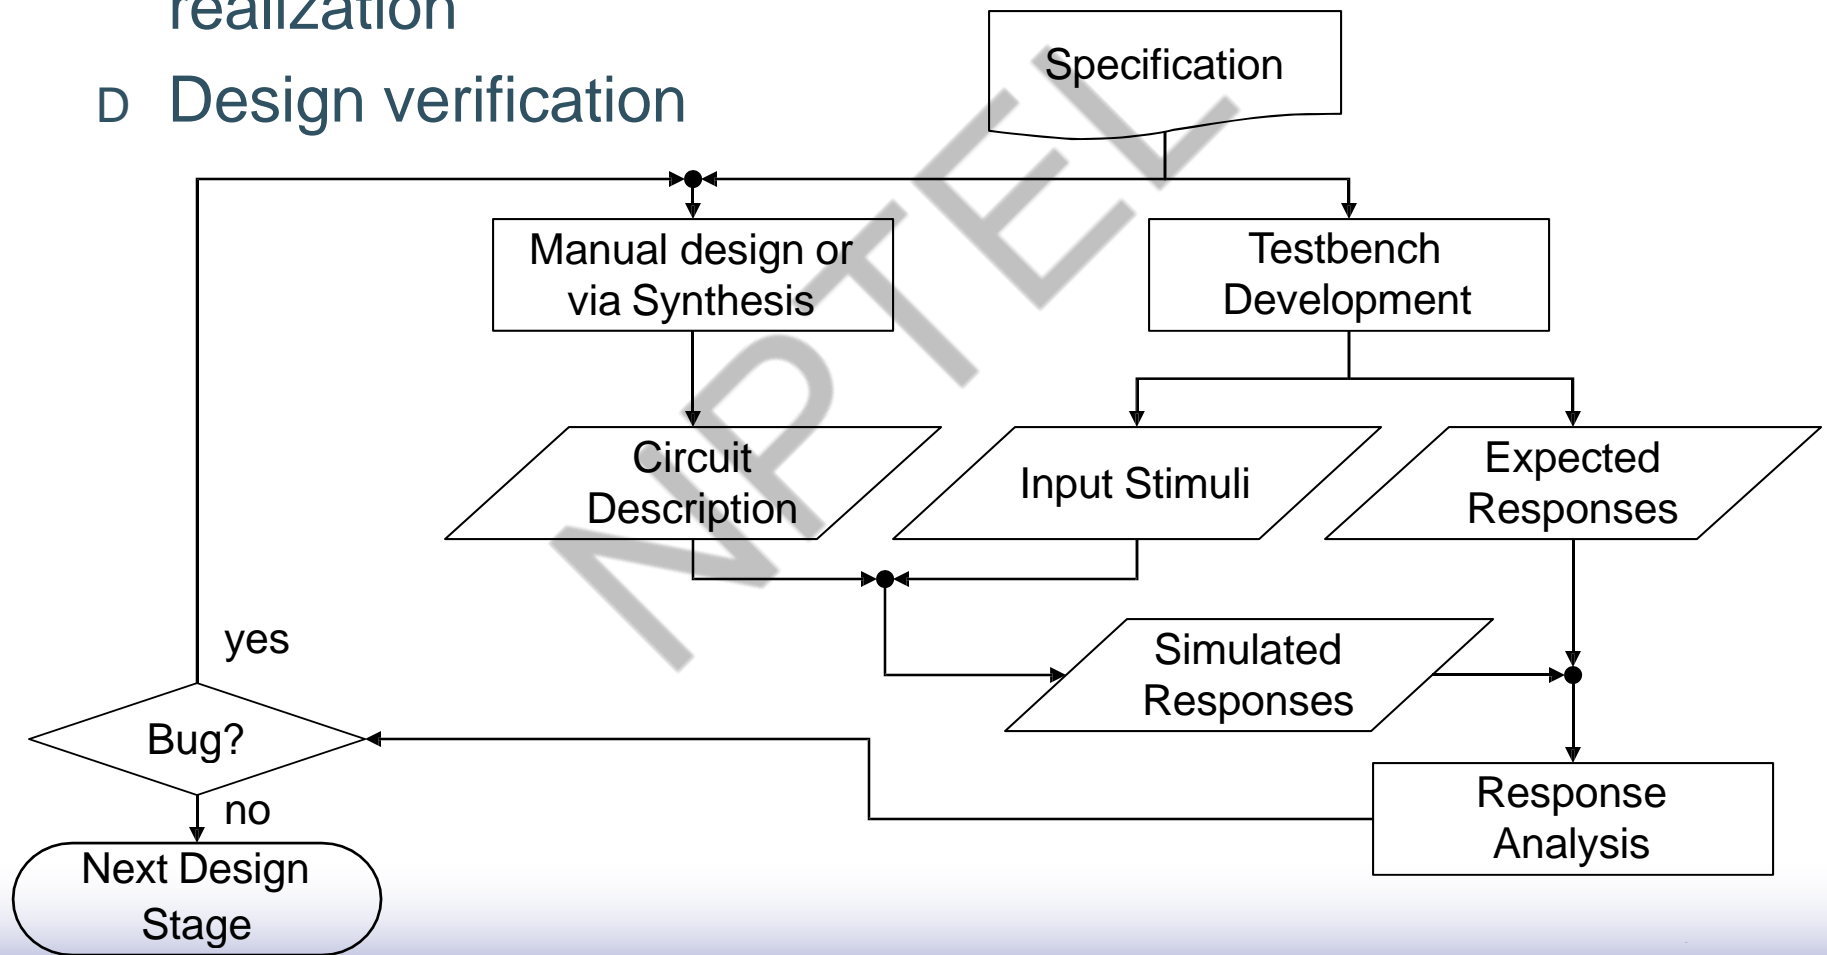 realization
D Design verification
Specification
Manual design or
via Synthesis
Testbench
Development
Circuit
Description
Input Stimuli
Expected
Responses
yes
Simulated
Responses
Bug?
no
Response
Analysis
Next Design
Stage
NPTEL